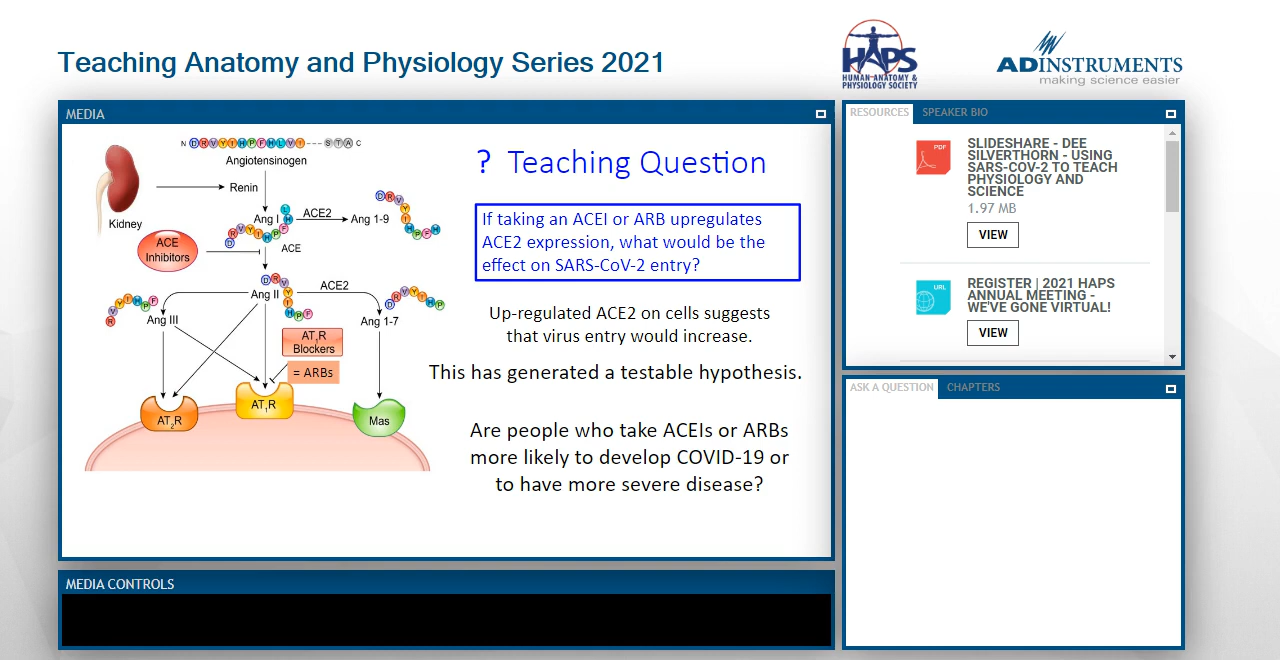 Teaching Anatomy and Physiology Series 2021
HAPS
HUMAN ANATOMY &
PHYSIOLOGY SOCIETY
ADINSTRUMENTS
making science easier
MEDIA
N D R V Y I H P F H L V I --- S T A C
Angiotensinogen
Renin
Kidney
Ang I
ACE2
Ang 1-9
D R V Y I H P F H L
D R V Y I H P F H
ACE
Inhibitors
ACE
Ang II
ACE2
D R V Y I H P F
R V Y I H P F
Ang III
D R V Y I H P
Ang 1-7
AT1R
Blockers
= ARBs
AT2R
AT1R
Mas
? Teaching Question
If taking an ACEI or ARB upregulates
ACE2 expression, what would be the
effect on SARS-CoV-2 entry?
Up-regulated ACE2 on cells suggests
that virus entry would increase.
This has generated a testable hypothesis.
Are people who take ACEIs or ARBs
more likely to develop COVID-19 or
to have more severe disease?
MEDIA CONTROLS
RESOURCES
SPEAKER BIO
PDF
SLIDESHARE - DEE
SILVERTHORN - USING
SARS-COV-2 TO TEACH
PHYSIOLOGY AND
SCIENCE
1.97 MB
VIEW
URL
REGISTER | 2021 HAPS
ANNUAL MEETING -
WE'VE GONE VIRTUAL!
VIEW
ASK A QUESTION
CHAPTERS